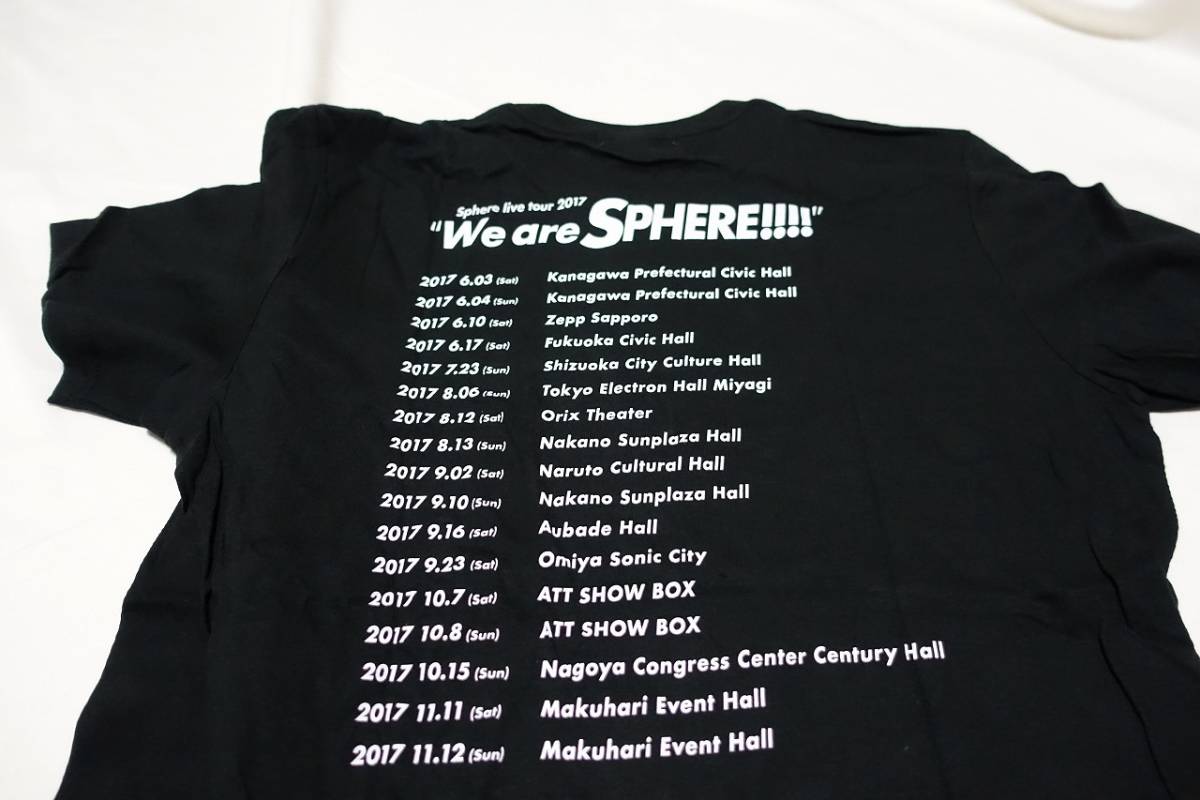 Sphere live tour 2017
"We are SPHERE!!!!"
2017 6.03 (Sat) Kanagawa Prefectural Civic Hall
2017 6.04 (Sun) Kanagawa Prefectural Civic Hall
2017 6.10 (Sat) Zepp Sapporo
2017 6.17 (Sat) Fukuoka Civic Hall
2017 7.23 (Sun) Shizuoka City Culture Hall
2017 8.06 (Sun) Tokyo Electron Hall Miyagi
2017 8.12 (Sat) Orix Theater
2017 8.13 (Sun) Nakano Sunplaza Hall
2017 9.02 (Sat) Naruto Cultural Hall
2017 9.10 (Sun) Nakano Sunplaza Hall
2017 9.16 (Sat) Aubade Hall
2017 9.23 (Sat) Omiya Sonic City
2017 10.7 (Sat) ATT SHOW BOX
2017 10.8 (Sun) ATT SHOW BOX
2017 10.15 (Sun) Nagoya Congress Center Century Hall
2017 11.11 (Sat) Makuhari Event Hall
2017 11.12 (Sun) Makuhari Event Hall